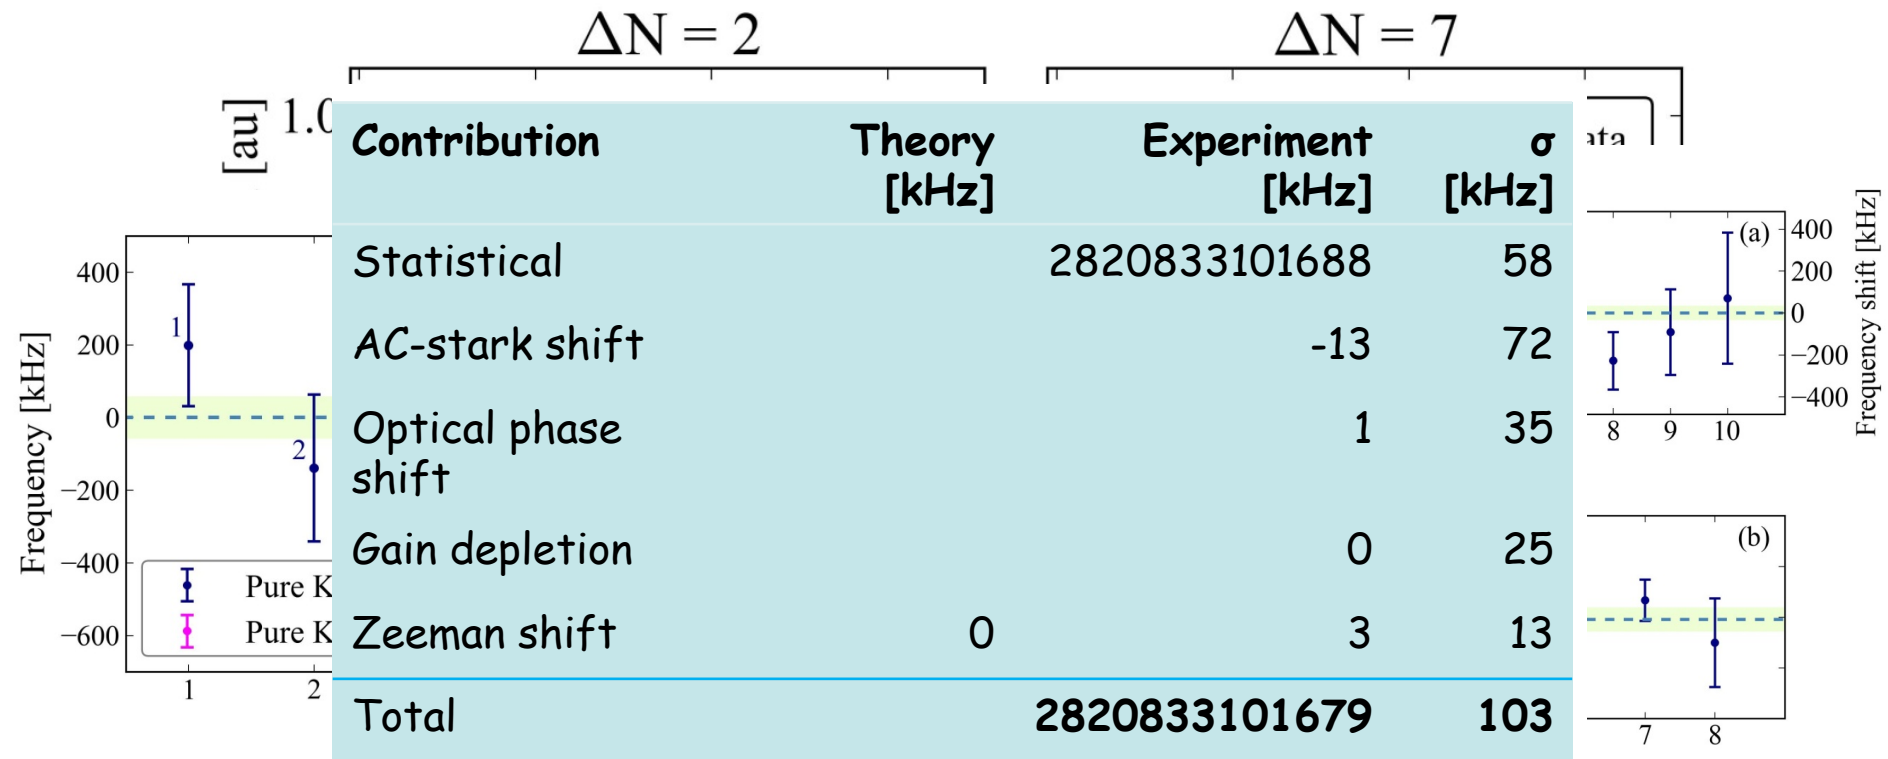 ΔN = 2
ΔN = 7
[au]
1.0
Contribution Theory [kHz] Experiment [kHz] σ [kHz]
Statistical 2820833101688 58
AC-stark shift -13 72
Optical phase shift 1 35
Gain depletion 0 25
Zeeman shift 0 3 13
Total 2820833101679 103
Frequency [kHz]
400
200
0
−200
−400
−600
1
2
Pure K
Pure K
1
2
ata
(a)
400
200
0
−200
−400
Frequency shift [kHz]
8 9 10
(b)
7 8